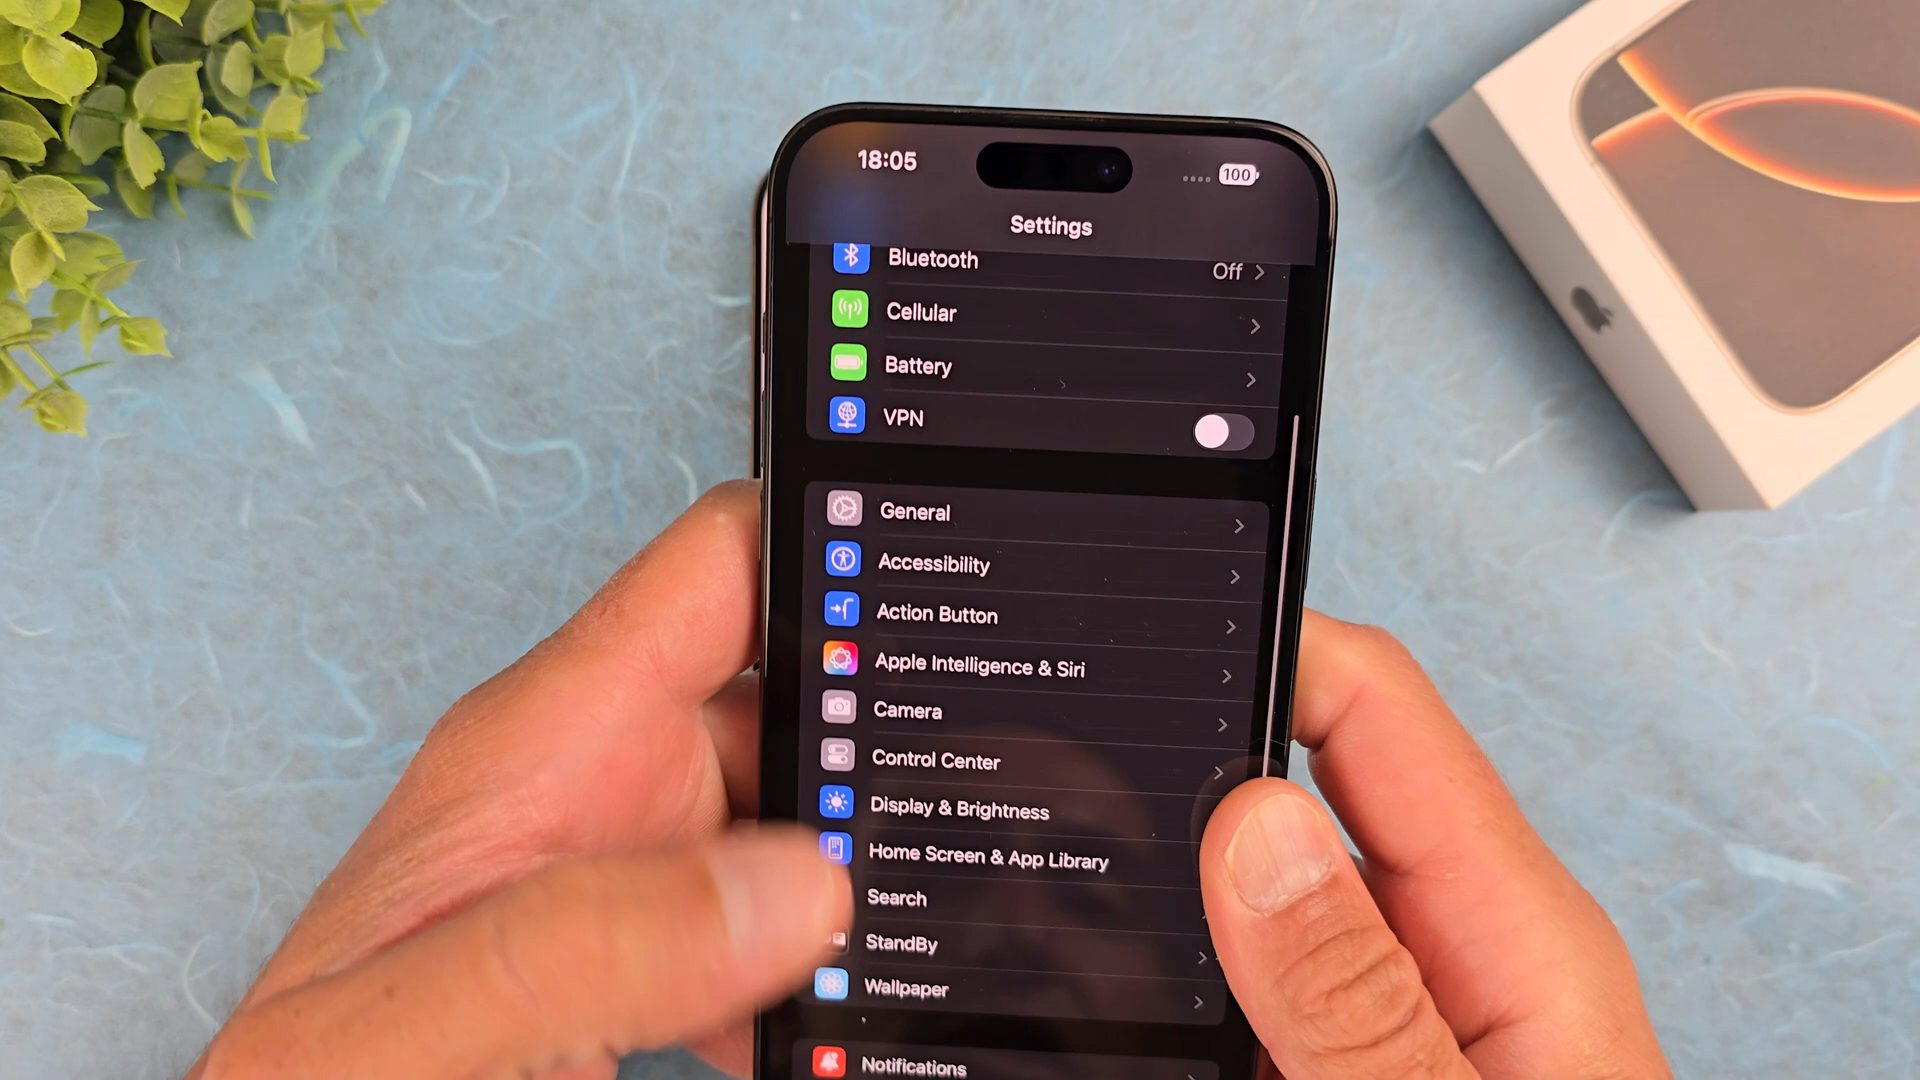 18:05
100
Settings
Bluetooth
Off
Cellular
Battery
VPN
General
Accessibility
Action Button
Apple Intelligence & Siri
Camera
Control Center
Display & Brightness
Home Screen & App Library
Search
StandBy
Wallpaper
Notifications